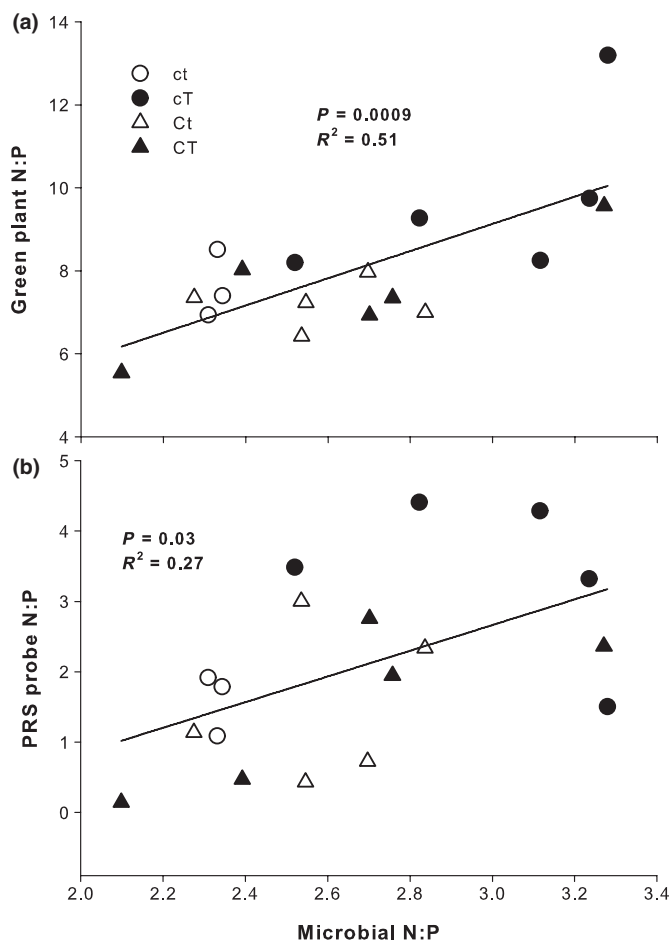 (a)
14
12
10
8
6
4
Green plant N:P
ct
cT
Ct
CT
P = 0.0009
R² = 0.51
(b)
5
4
3
2
1
0
PRS probe N:P
P = 0.03
R² = 0.27
2.0 2.2 2.4 2.6 2.8 3.0 3.2 3.4
Microbial N:P